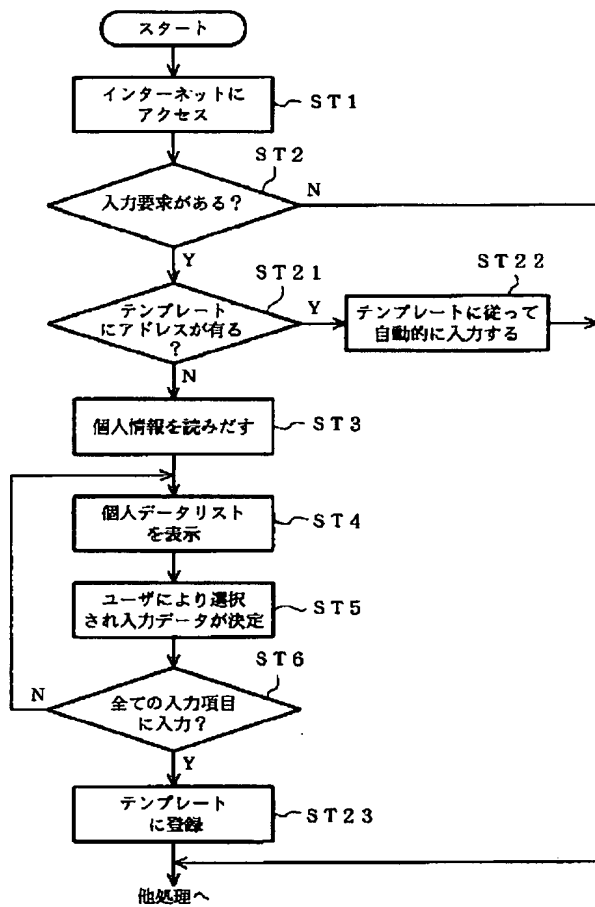 スタート
インターネットに
アクセス
ST1
ST2
入力要求がある?
N
Y
ST21
テンプレート
にアドレスが有る
?
Y
N
ST22
テンプレートに従って
自動的に入力する
個人情報を読みだす
ST3
個人データリスト
を表示
ST4
ユーザにより選択
され入力データが決定
ST5
ST6
全ての入力項目
に入力?
N
Y
テンプレート
に登録
ST23
他処理へ